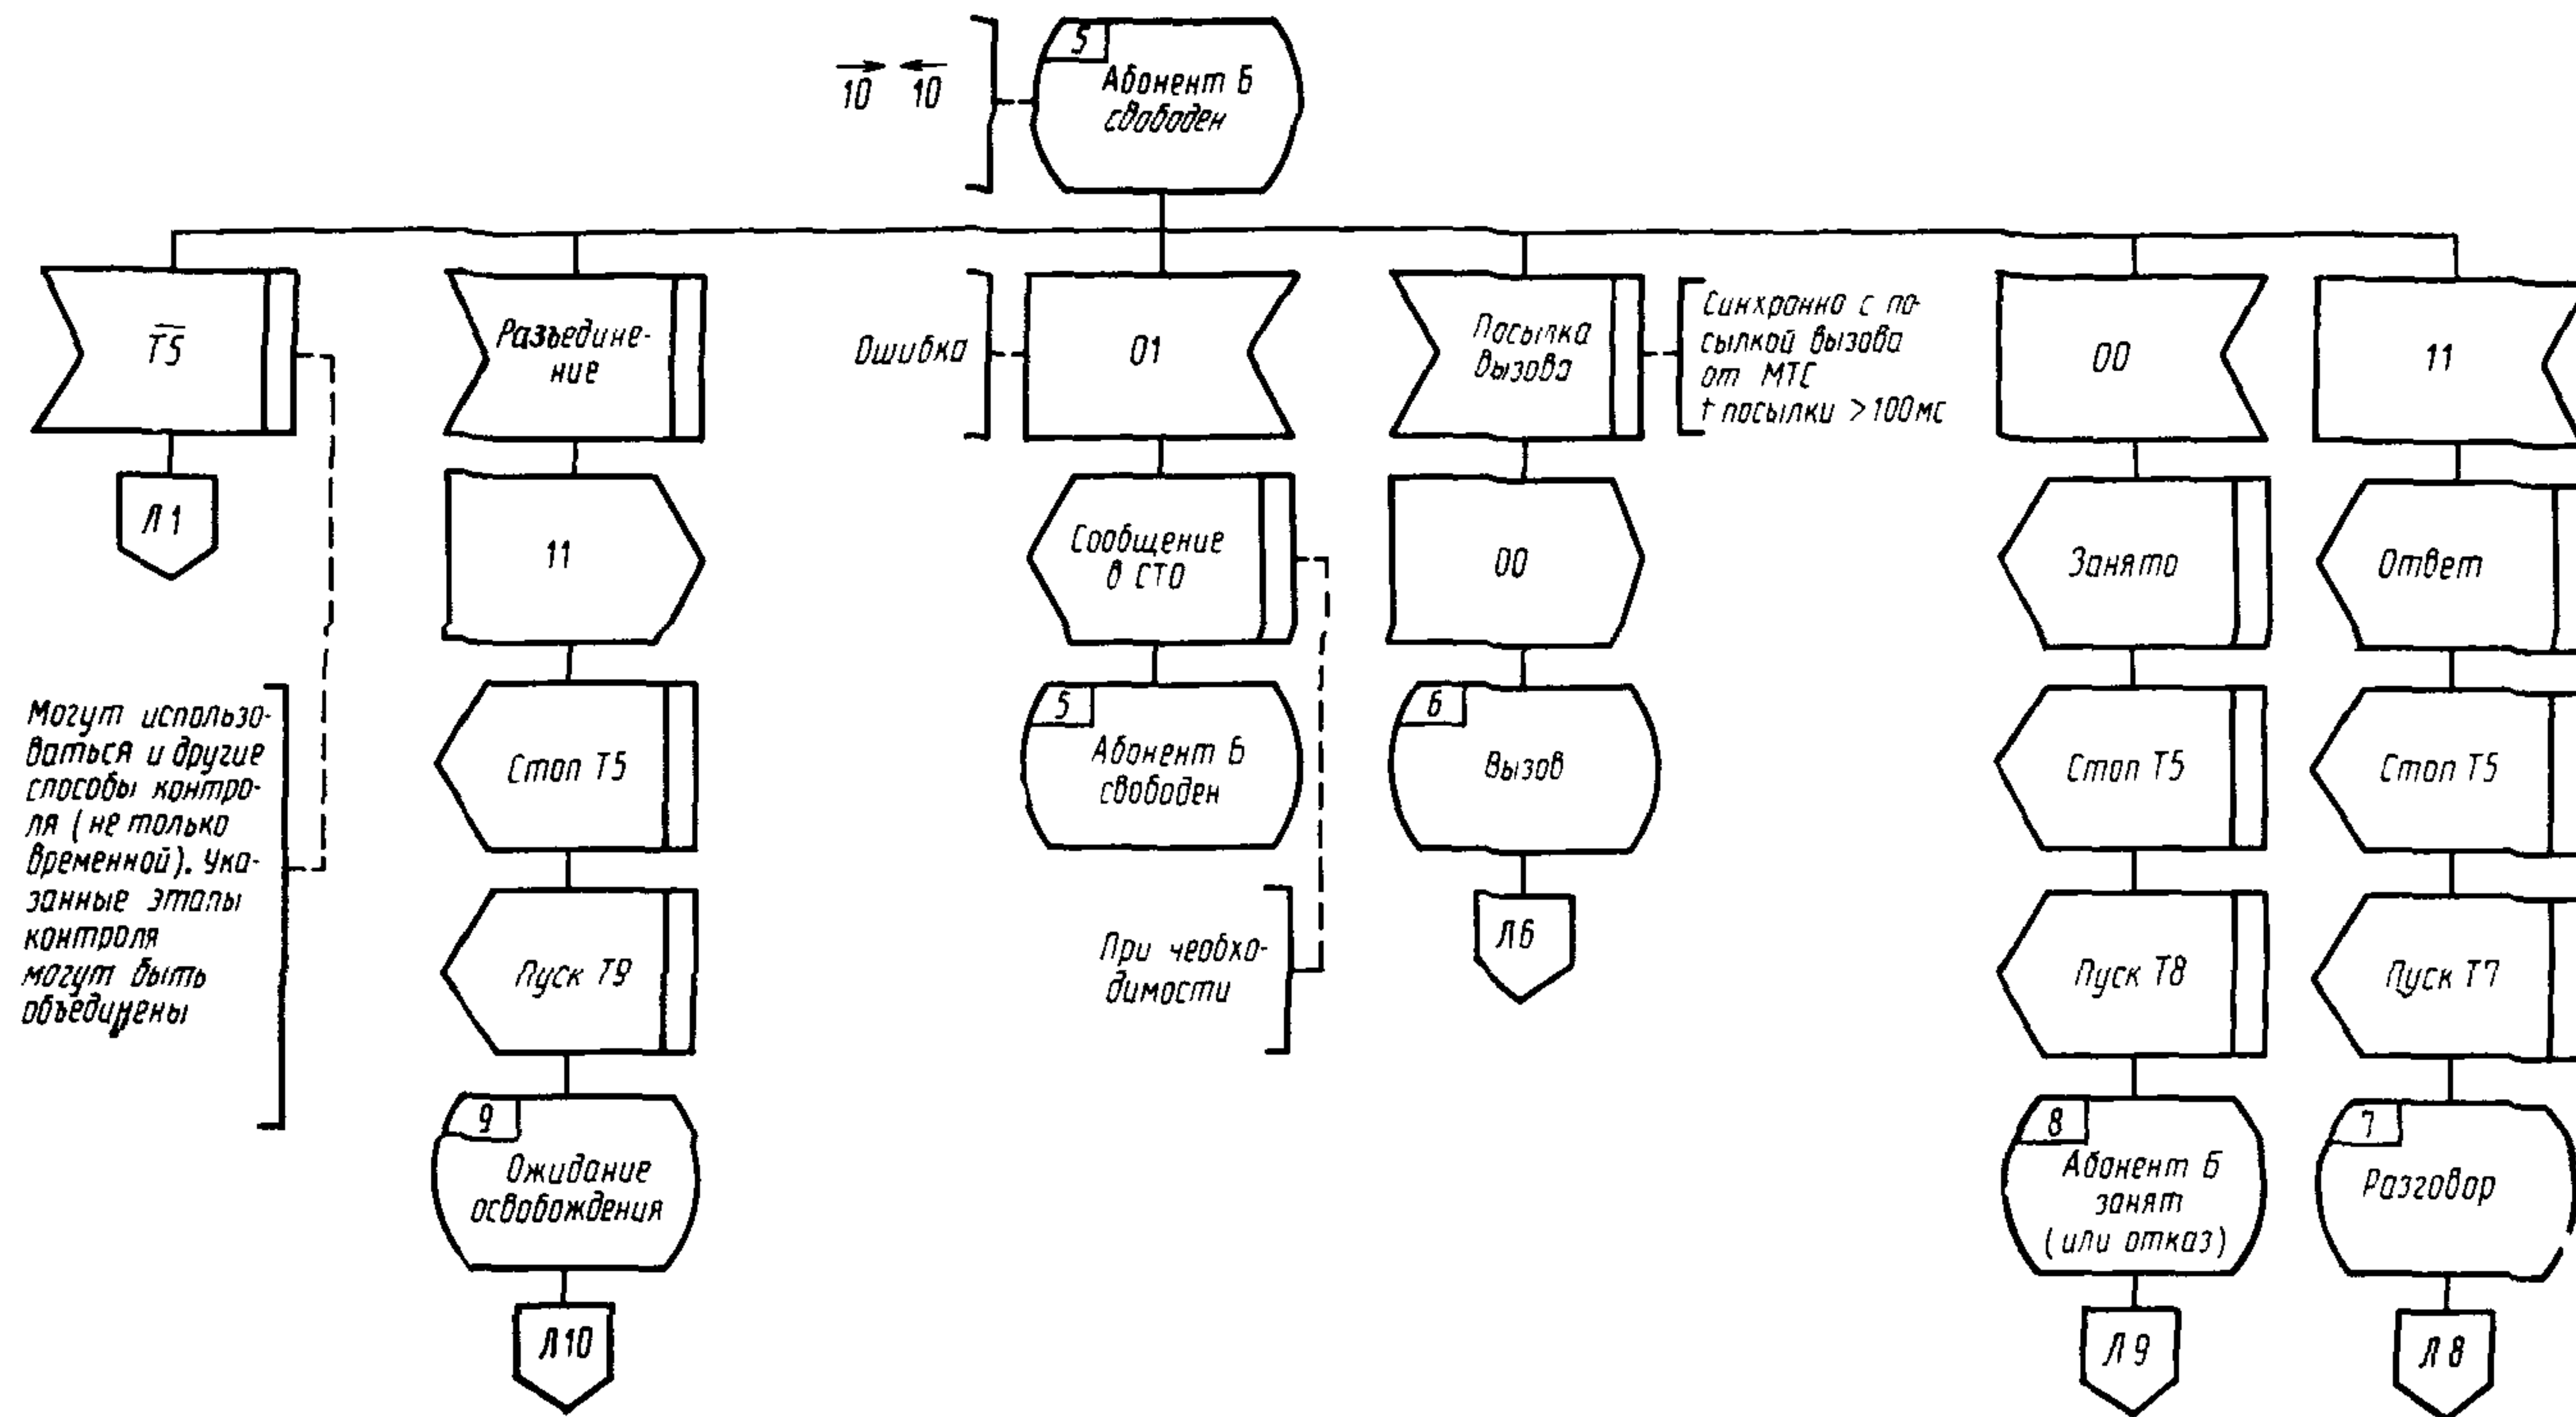 5
Абонент Б
свободен
10 10
T5
Л1
Могут использо-
ваться и другие
способы контро-
ля (не только
временной). Ука-
занные этапы
контроля
могут быть
объединены
Разъедине-
ние
11
Стоп Т5
Пуск Т9
9
Ожидание
освобождения
Л10
Ошибка
01
Сообщение
в СТО
5
Абонент Б
свободен
При необхо-
димости
Посылка
вызова
Синхронно с по-
сылкой вызова
от МТС
t посылки >100мс
00
6
Вызов
Л6
00
Занято
Стоп Т5
Пуск Т8
8
Абонент Б
занят
(или отказ)
Л9
11
Ответ
Стоп Т5
Пуск Т7
7
Разговор
Л8